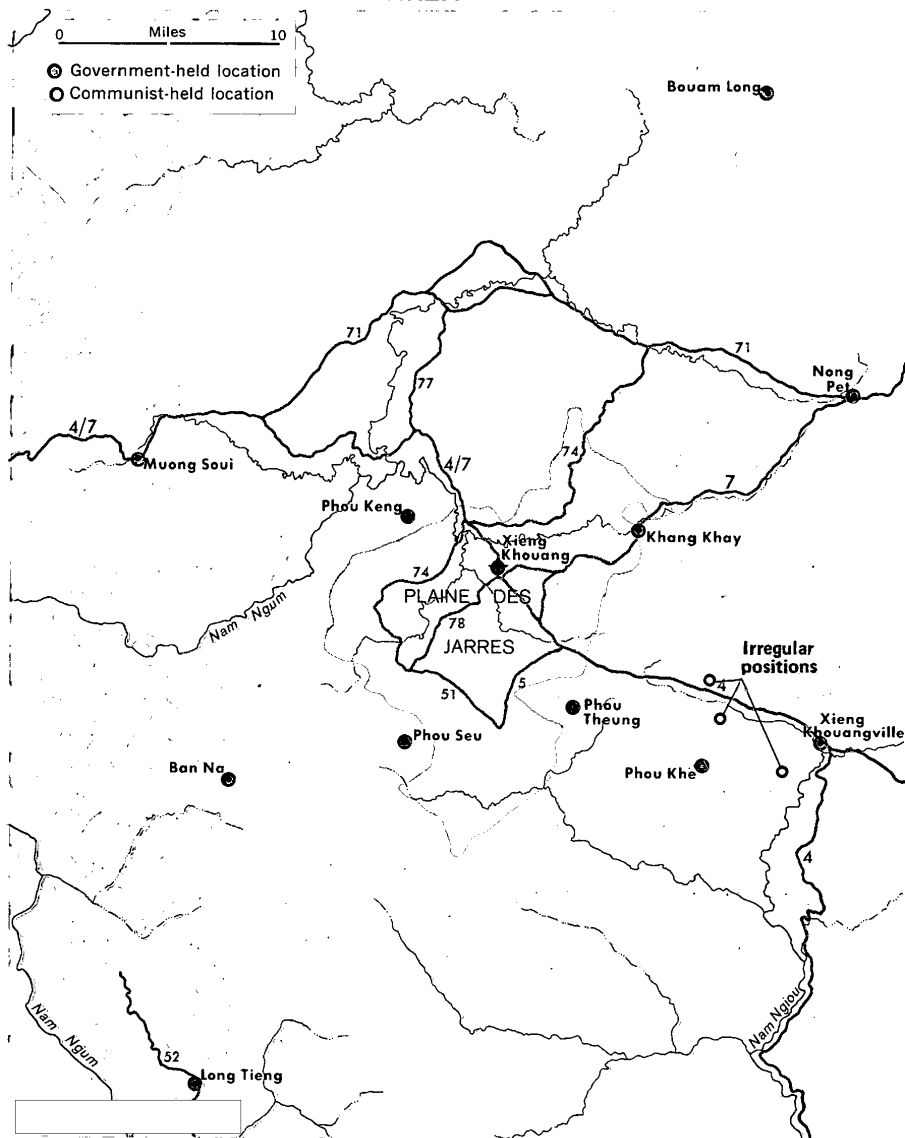 0 Miles 10
Government-held location
Communist-held location
Bouam Long
71
71
Nong
Pet
77
4/7
Muong Soui
4/7
74
7
Phou Keng
Khang Khay
Xieng
Khouang
74
PLAINE DES
Nam Ngum
78
JARRES
Irregular
positions
51
5
4
Phou
Theung
Xieng
Khouangville
Phou Seu
Ban Na
Phou Khe
4
Nam Ngum
Nam Ngiou
52
Long Tieng